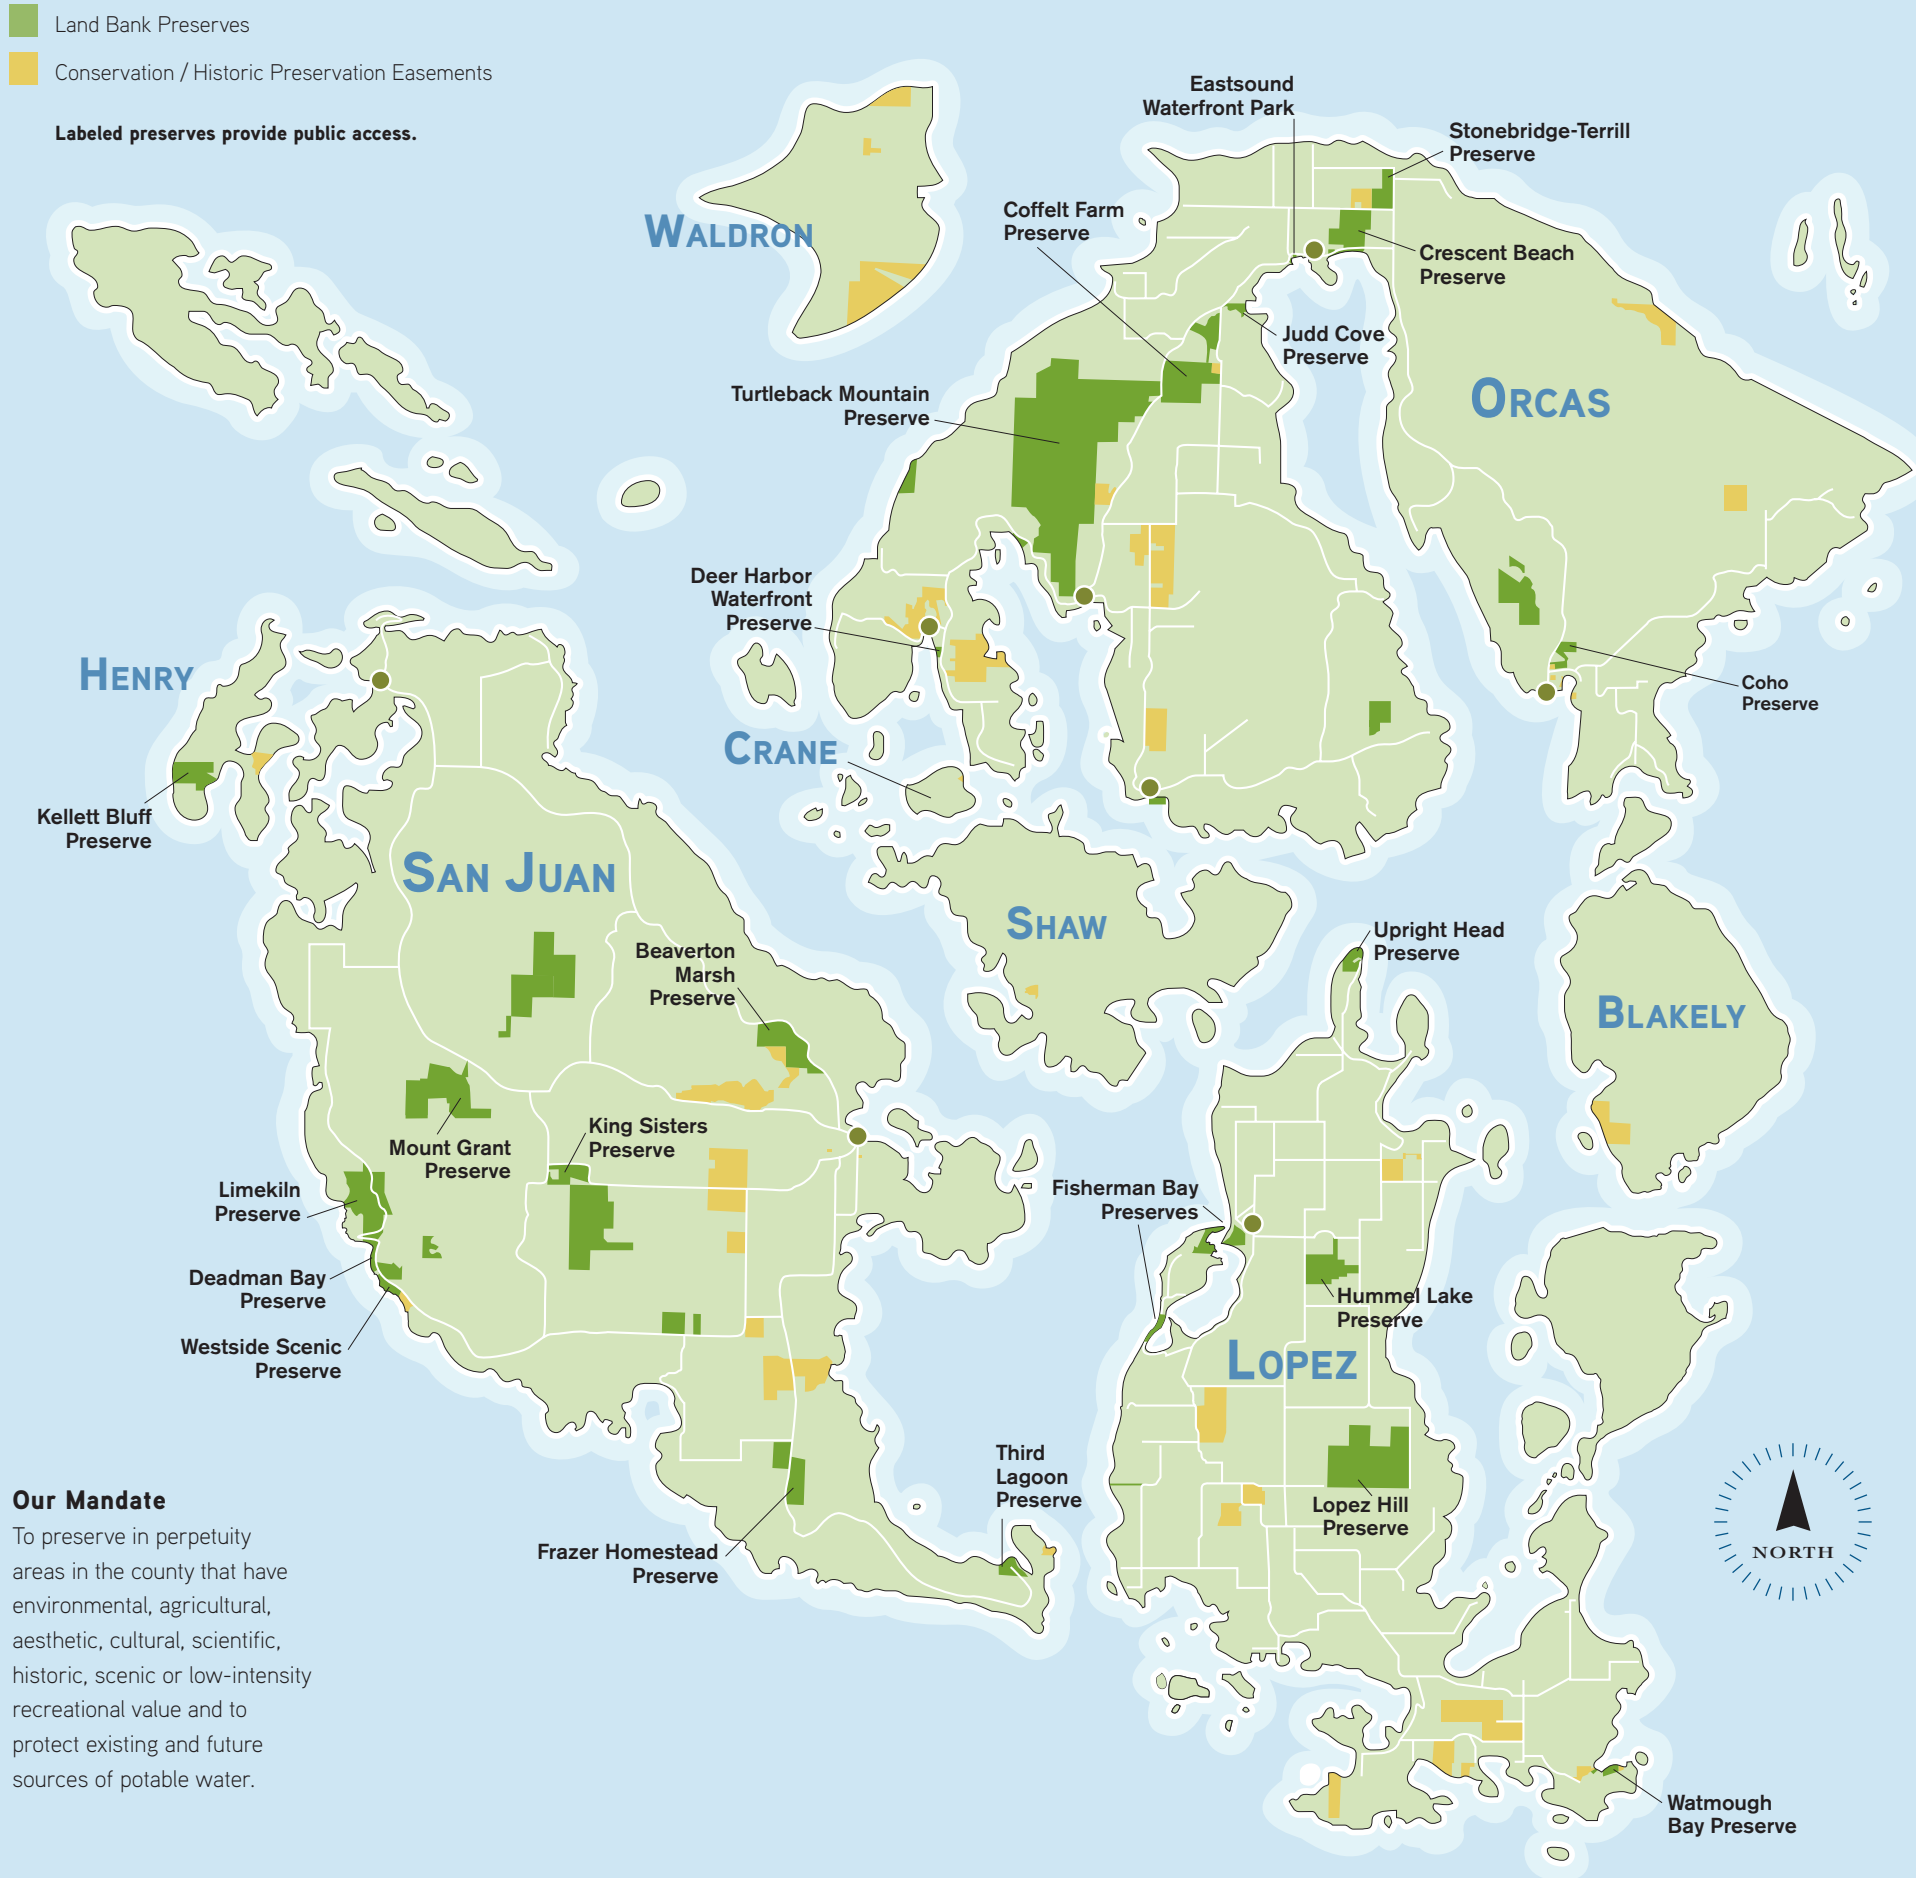 Land Bank Preserves
Conservation / Historic Preservation Easements
Labeled preserves provide public access.
Eastsound
Waterfront Park
Stonebridge-Terrill
Preserve
WALDRON
Coffelt Farm
Preserve
Crescent Beach
Preserve
Judd Cove
Preserve
Turtleback Mountain
Preserve
ORCAS
Deer Harbor
Waterfront
Preserve
HENRY
Coho
Preserve
CRANE
Kellett Bluff
Preserve
SAN JUAN
SHAW
Upright Head
Preserve
Beaverton
Marsh
Preserve
BLAKELY
King Sisters
Preserve
Mount Grant
Preserve
Limekiln
Preserve
Fisherman Bay
Preserves
Deadman Bay
Preserve
Hummel Lake
Preserve
Westside Scenic
Preserve
LOPEZ
Third
Lagoon
Preserve
Lopez Hill
Preserve
Frazer Homestead
Preserve
NORTH
Our Mandate
To preserve in perpetuity
areas in the county that have
environmental, agricultural,
aesthetic, cultural, scientific,
historic, scenic or low-intensity
recreational value and to
protect existing and future
sources of potable water.
Watmough
Bay Preserve